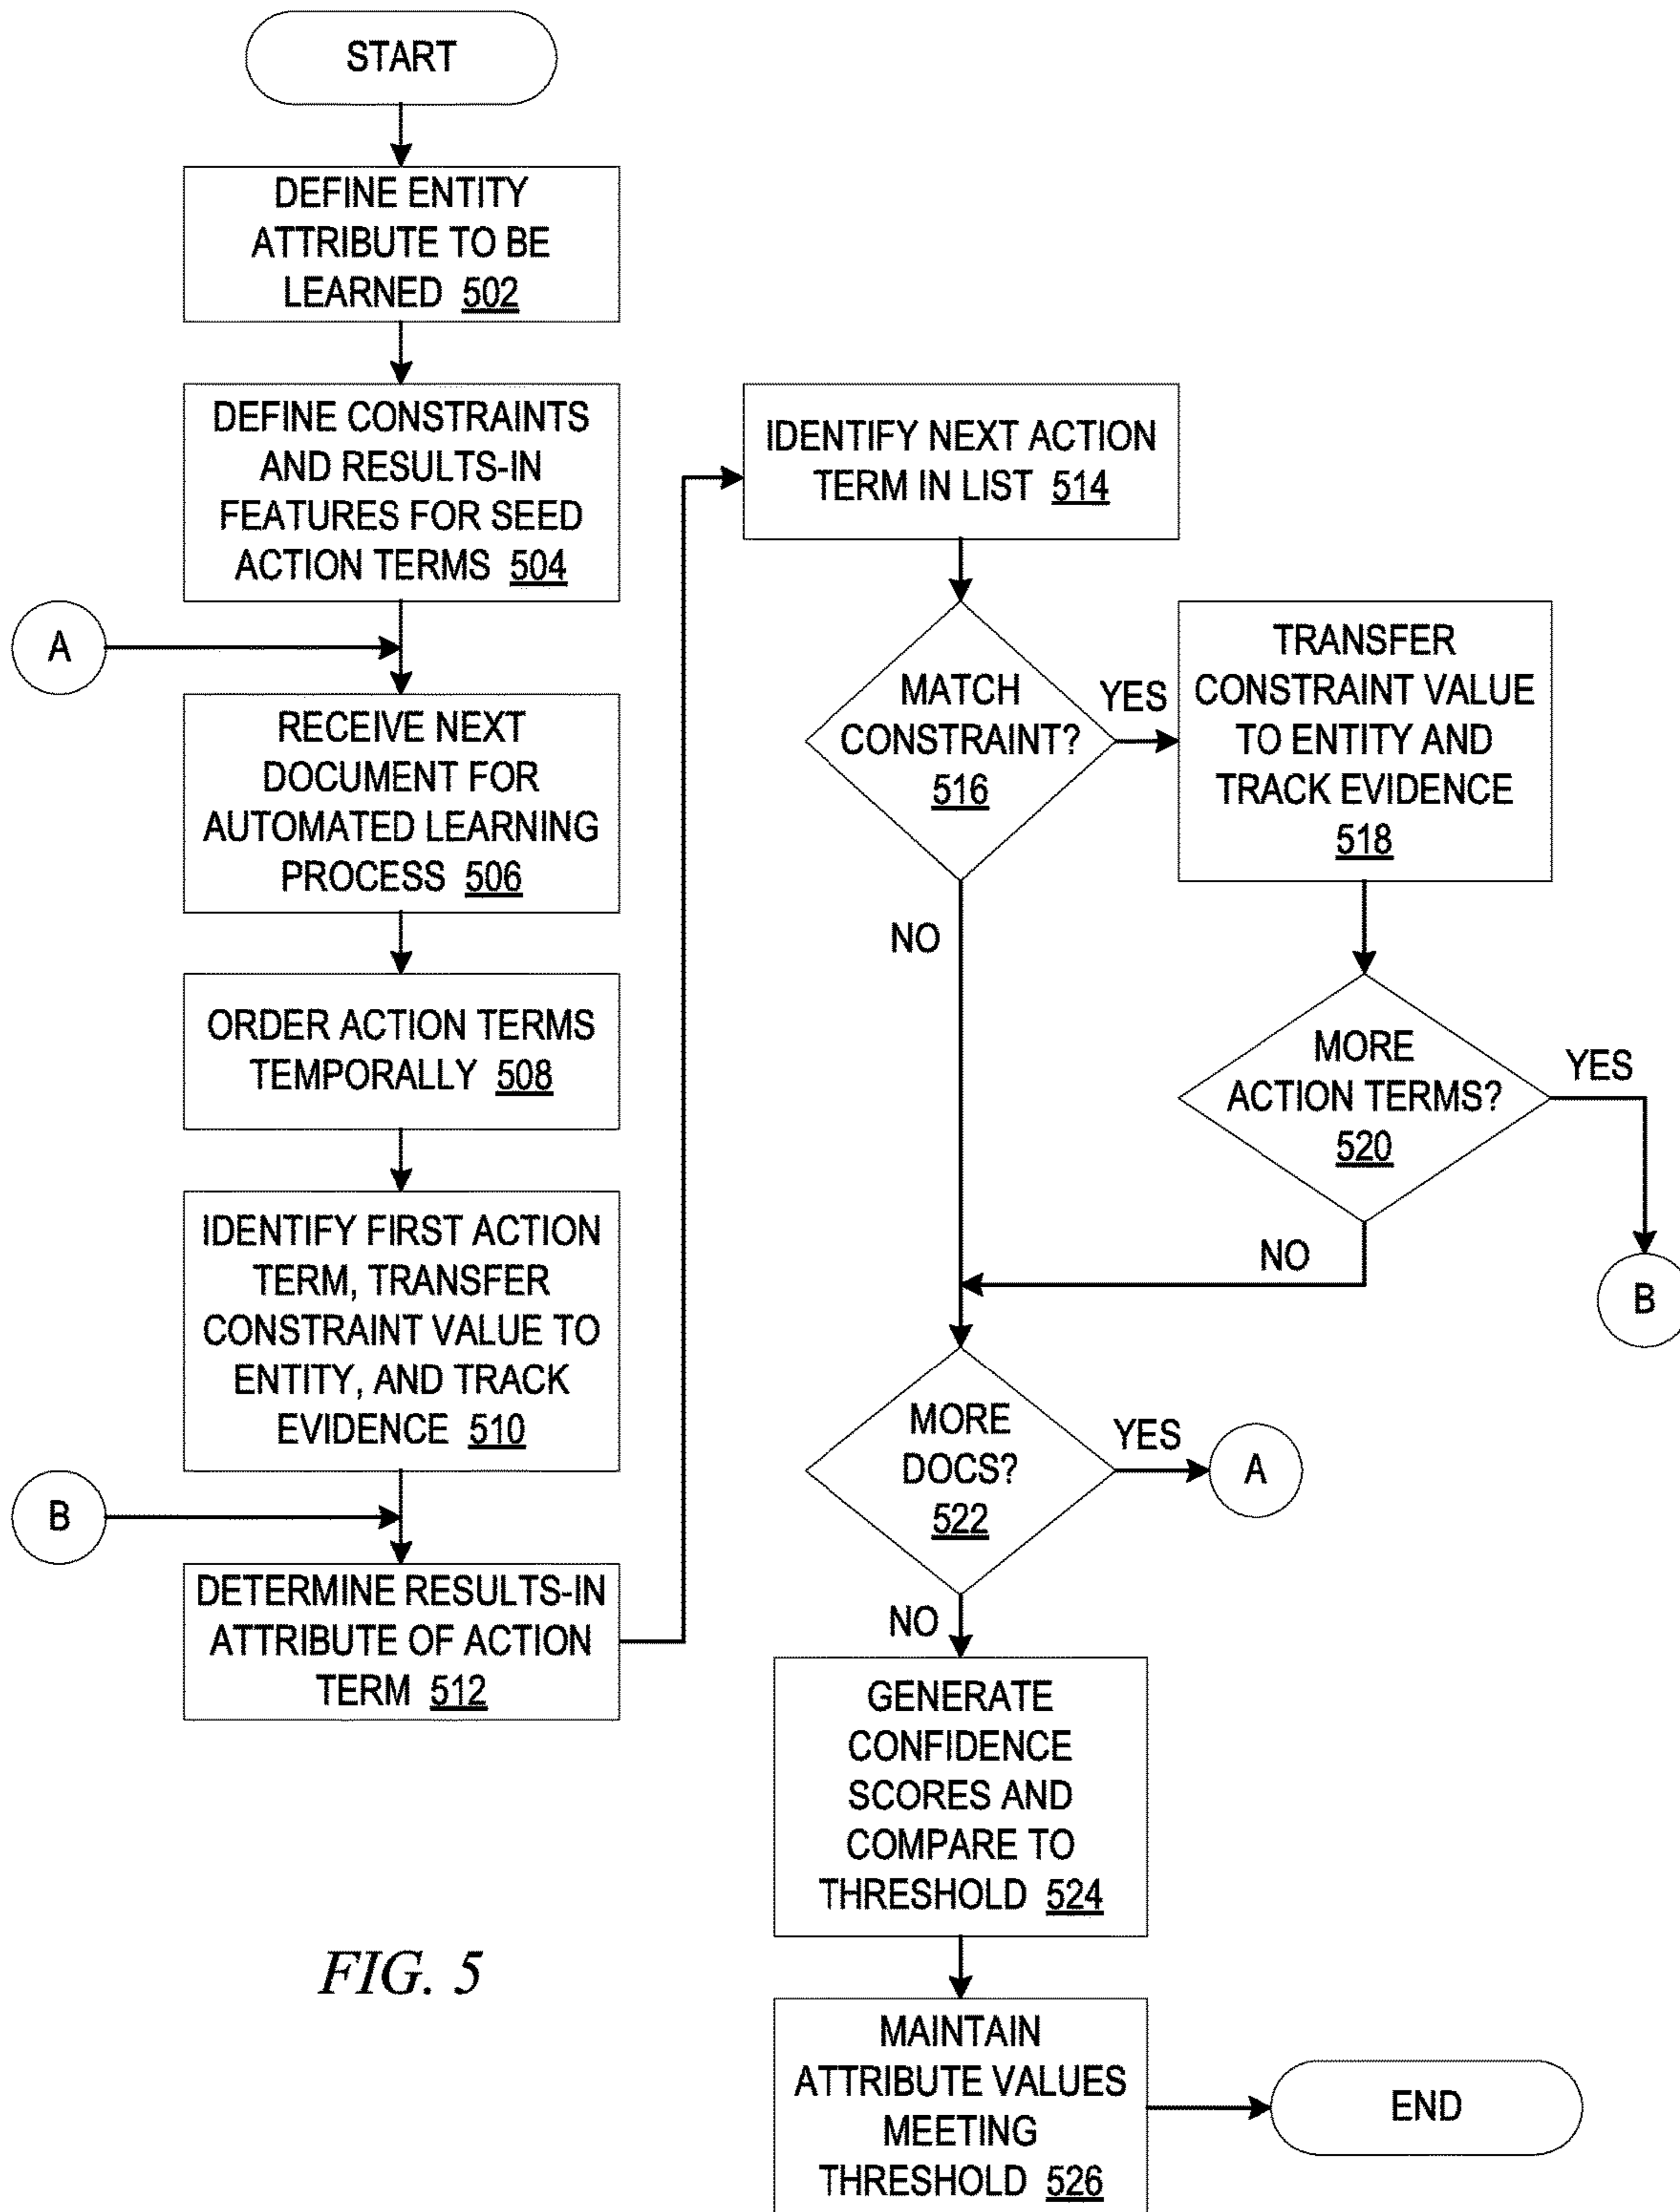 START
DEFINE ENTITY
ATTRIBUTE TO BE
LEARNED 502
DEFINE CONSTRAINTS
AND RESULTS-IN
FEATURES FOR SEED
ACTION TERMS 504
A
RECEIVE NEXT
DOCUMENT FOR
AUTOMATED LEARNING
PROCESS 506
ORDER ACTION TERMS
TEMPORALLY 508
IDENTIFY FIRST ACTION
TERM, TRANSFER
CONSTRAINT VALUE TO
ENTITY, AND TRACK
EVIDENCE 510
B
DETERMINE RESULTS-IN
ATTRIBUTE OF ACTION
TERM 512
IDENTIFY NEXT ACTION
TERM IN LIST 514
MATCH
CONSTRAINT?
516
YES
NO
TRANSFER
CONSTRAINT VALUE
TO ENTITY AND
TRACK EVIDENCE
518
MORE
ACTION TERMS?
520
YES
B
NO
MORE
DOCS?
522
YES
A
NO
GENERATE
CONFIDENCE
SCORES AND
COMPARE TO
THRESHOLD 524
MAINTAIN
ATTRIBUTE VALUES
MEETING
THRESHOLD 526
END
FIG. 5